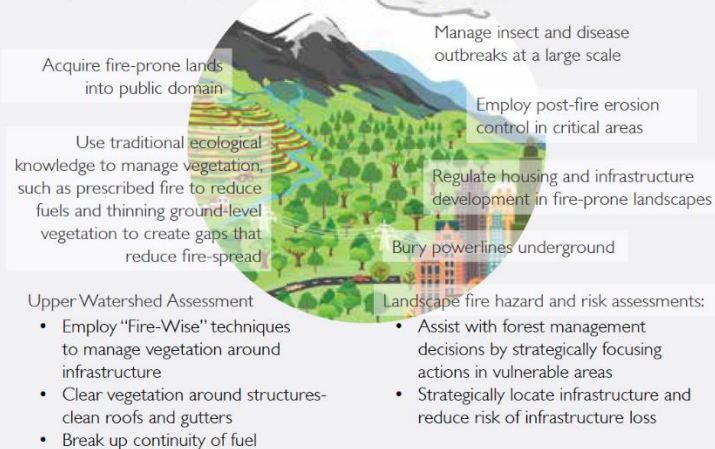 Manage insect and disease
outbreaks at a large scale
Acquire fire-prone lands
into public domain
Employ post-fire erosion
control in critical areas
Use traditional ecological
knowledge to manage vegetation,
such as prescribed fire to reduce
fuels and thinning ground-level
vegetation to create gaps that
reduce fire-spread
Regulate housing and infrastructure
development in fire-prone landscapes
Bury powerlines underground
Upper Watershed Assessment
• Employ “Fire-Wise” techniques
to manage vegetation around
infrastructure
• Clear vegetation around structures-
clean roofs and gutters
• Break up continuity of fuel
Landscape fire hazard and risk assessments:
• Assist with forest management
decisions by strategically focusing
actions in vulnerable areas
• Strategically locate infrastructure and
reduce risk of infrastructure loss